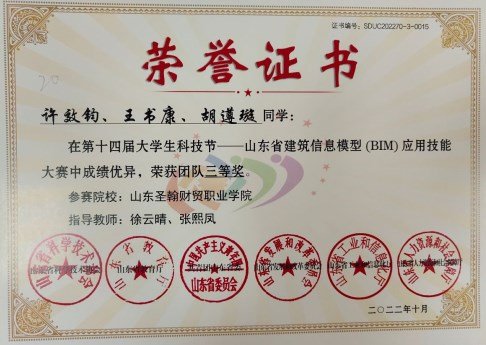 证书编号：SDUC202270-3-0015
荣誉证书
许致钧、王书康、胡遵璇 同学：
在第十四届大学生科技节——山东省建筑信息模型(BIM)应用技能
大赛中成绩优异，荣获团队三等奖。
参赛院校：山东圣翰财贸职业学院
指导教师：徐云晴、张熙凤
山东省教育厅
山东省委员会
二〇二二年十月